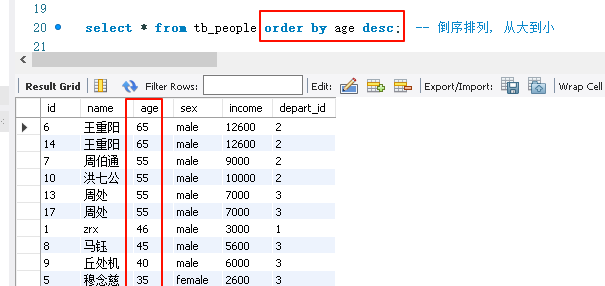 19
20 select * from tb_people order by age desc; -- 倒序排列, 从大到小
21
Result Grid Filter Rows: Edit: Export/Import: Wrap Cell
id name age sex income depart_id
6 王重阳 65 male 12600 2
14 王重阳 65 male 12600 2
7 周伯通 55 male 9000 2
10 洪七公 55 male 10000 2
13 周处 55 male 7000 3
17 周处 55 male 7000 3
1 zrx 46 male 3000 1
8 马钰 45 male 5600 3
9 丘处机 40 male 6000 3
5 穆念慈 35 female 2600 3